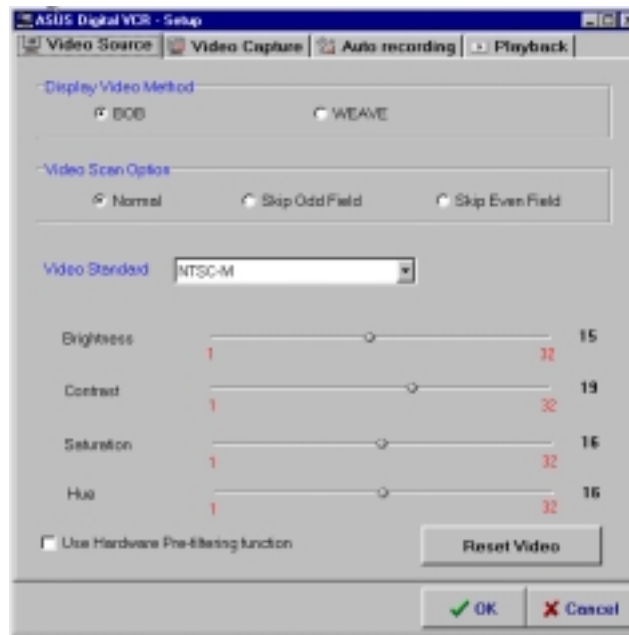 ASUS Digital VCR - Setup
Video Source Video Capture Auto recording Playback
Display Video Method
BOB WEAVE
Video Scan Option
Normal Skip Odd Field Skip Even Field
Video Standard NTSC-M
Brightness 15
1 32
Contrast 19
1 32
Saturation 16
1 32
Hue 16
1 32
Use Hardware Pre-filtering function Reset Video
OK Cancel